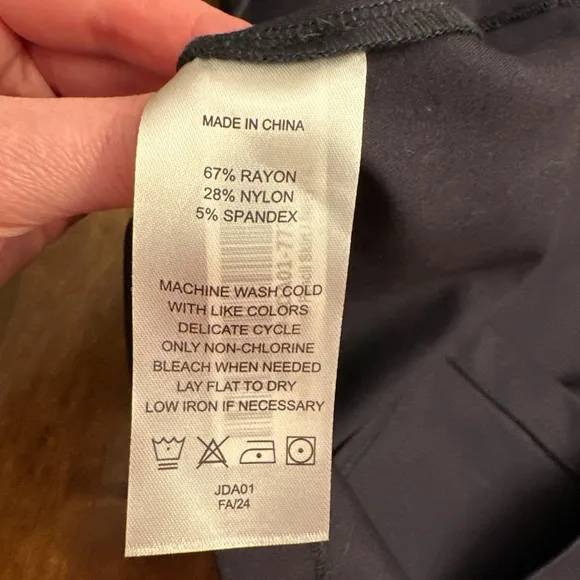 MADE IN CHINA
67% RAYON
28% NYLON
5% SPANDEX
MACHINE WASH COLD
WITH LIKE COLORS
DELICATE CYCLE
ONLY NON-CHLORINE
BLEACH WHEN NEEDED
LAY FLAT TO DRY
LOW IRON IF NECESSARY
JDA01
FA/24